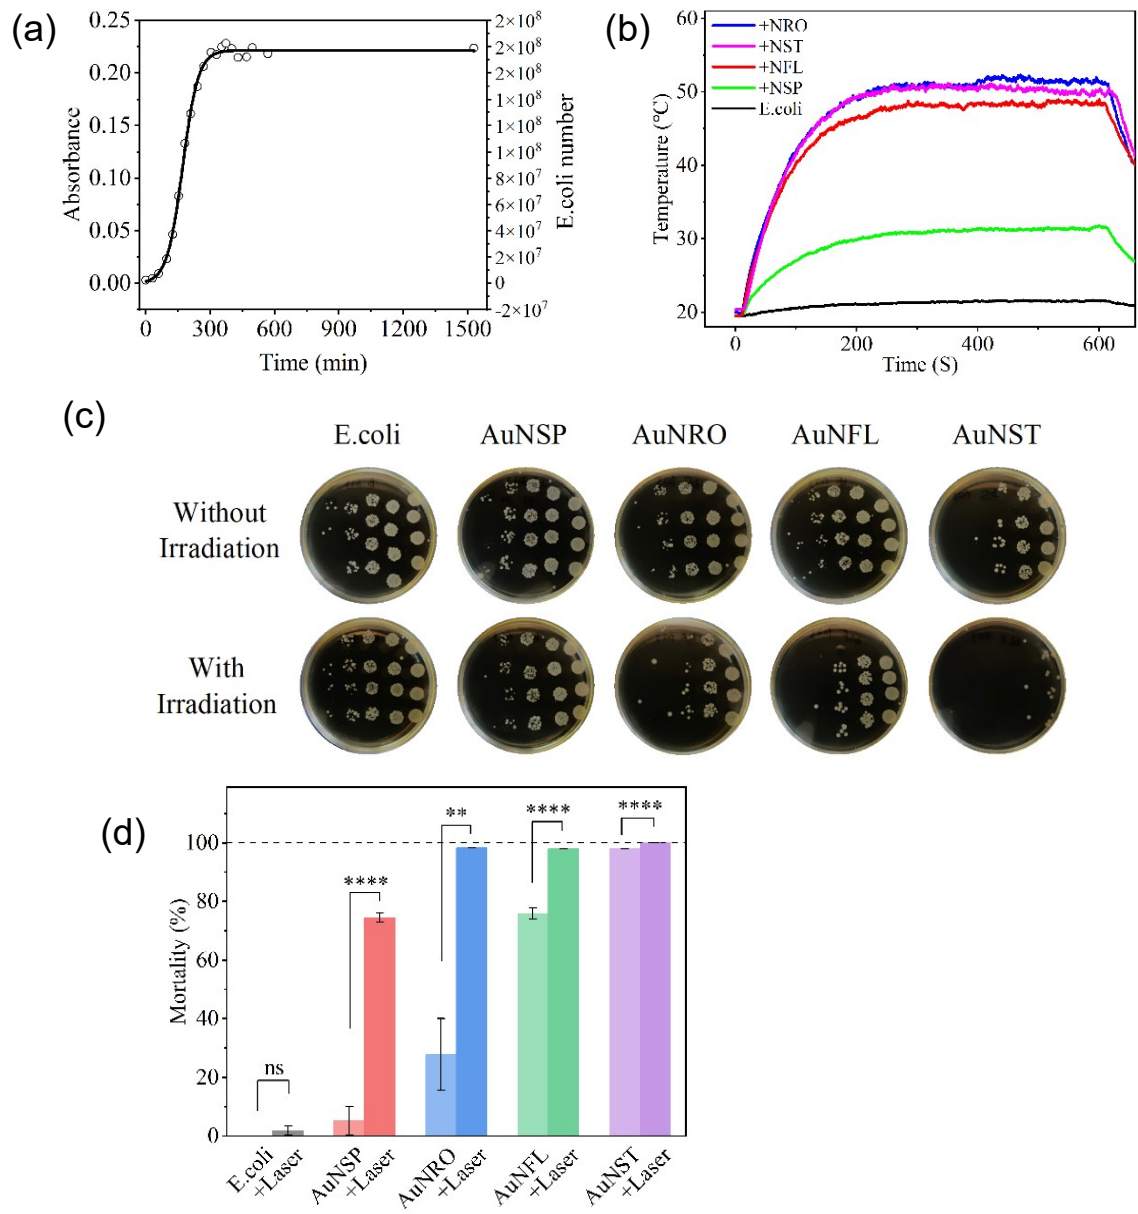 (a)
0.25
0.20
0.15
0.10
0.05
0.00
Absorbance
0
300
600
900
1200
1500
Time (min)
2×10⁸
2×10⁸
2×10⁸
1×10⁸
1×10⁸
1×10⁸
8×10⁷
6×10⁷
4×10⁷
2×10⁷
0
-2×10⁷
E.coli number
(b)
60
50
40
30
20
Temperature (°C)
+NRO
+NST
+NFL
+NSP
E.coli
0
200
400
600
Time (S)
(c)
E.coli
AuNSP
AuNRO
AuNFL
AuNST
Without
Irradiation
With
Irradiation
(d)
100
80
60
40
20
0
Mortality (%)
ns
****
**
****
****
E.coli
+Laser
AuNSP
+Laser
AuNRO
+Laser
AuNFL
+Laser
AuNST
+Laser